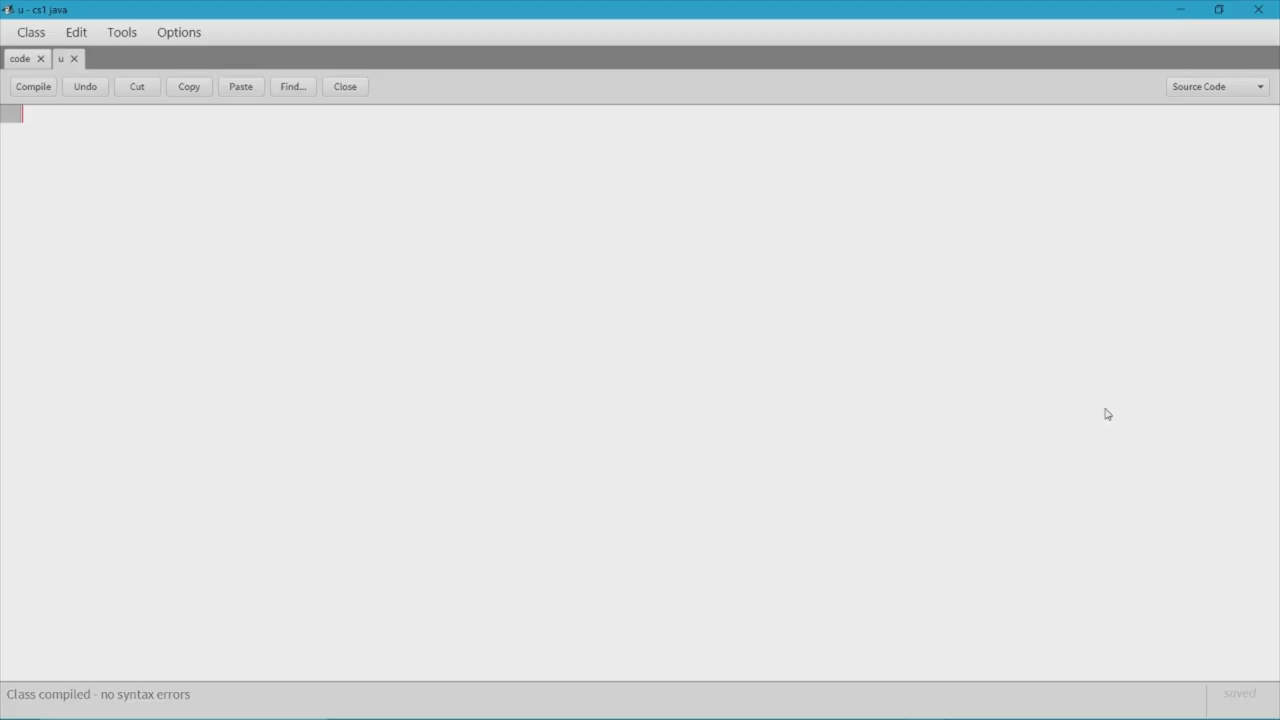 u - cs1 java
Class Edit Tools Options
code u
Compile Undo Cut Copy Paste Find... Close Source Code
Class compiled - no syntax errors saved